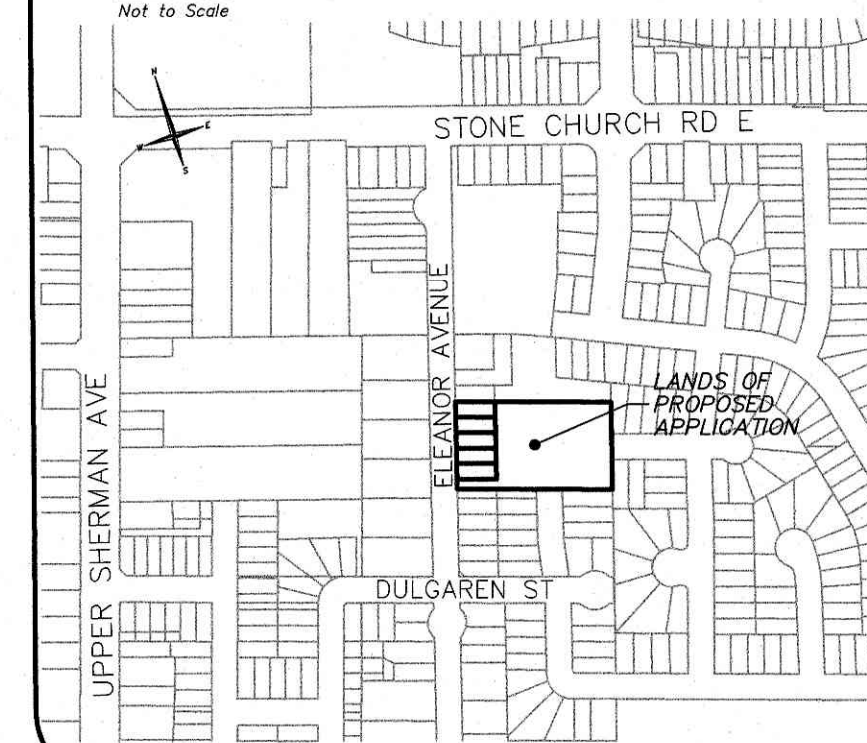 Not to Scale
N
E
W
S
STONE CHURCH RD E
ELEANOR AVENUE
UPPER SHERMAN AVE
LANDS OF
PROPOSED
APPLICATION
DULGAREN ST